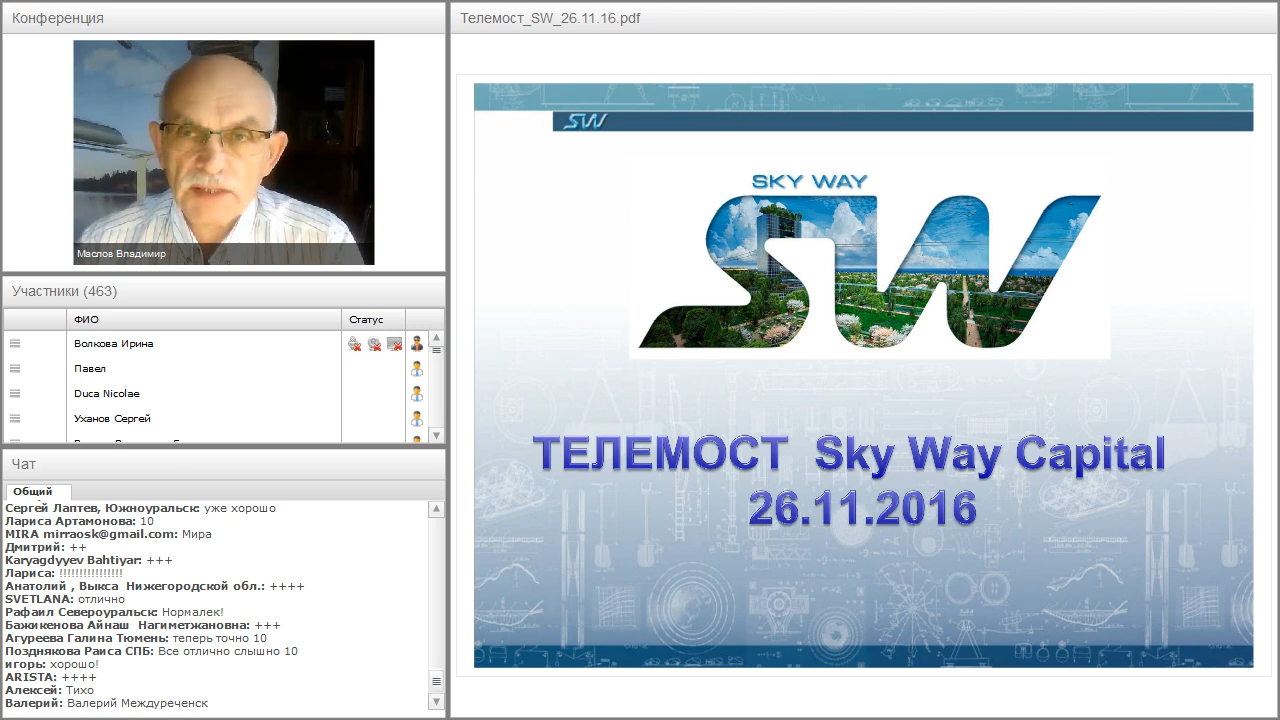 Конференция
Маслов Владимир
Участники (463)
ФИО
Статус
Волкова Ирина
Павел
Duca Nicolae
Уханов Сергей
Чат
Общий
Сергей Лаптев, Южноуральск: уже хорошо
Лариса Артамонова: 10
MIRA mirraosk@gmail.com: Мира
Дмитрий: ++
Karyagdyyev Bahtiyar: +++
Лариса: !!!!!!!!!!!!!!!!
Анатолий , Выкса Нижегородской обл.: ++++
SVETLANA: отлично
Рафаил Североуральск: Нормалек!
Бажикенова Айнаш Нагиметжановна: +++
Агуреева Галина Тюмень: теперь точно 10
Позднякова Раиса СПБ: Все отлично слышно 10
игорь: хорошо!
ARISTA: ++++
Алексей: Тихо
Валерий: Валерий Междуреченск
Телемост_SW_26.11.16.pdf
SW
SKY WAY
SW
ТЕЛЕМОСТ Sky Way Capital
26.11.2016